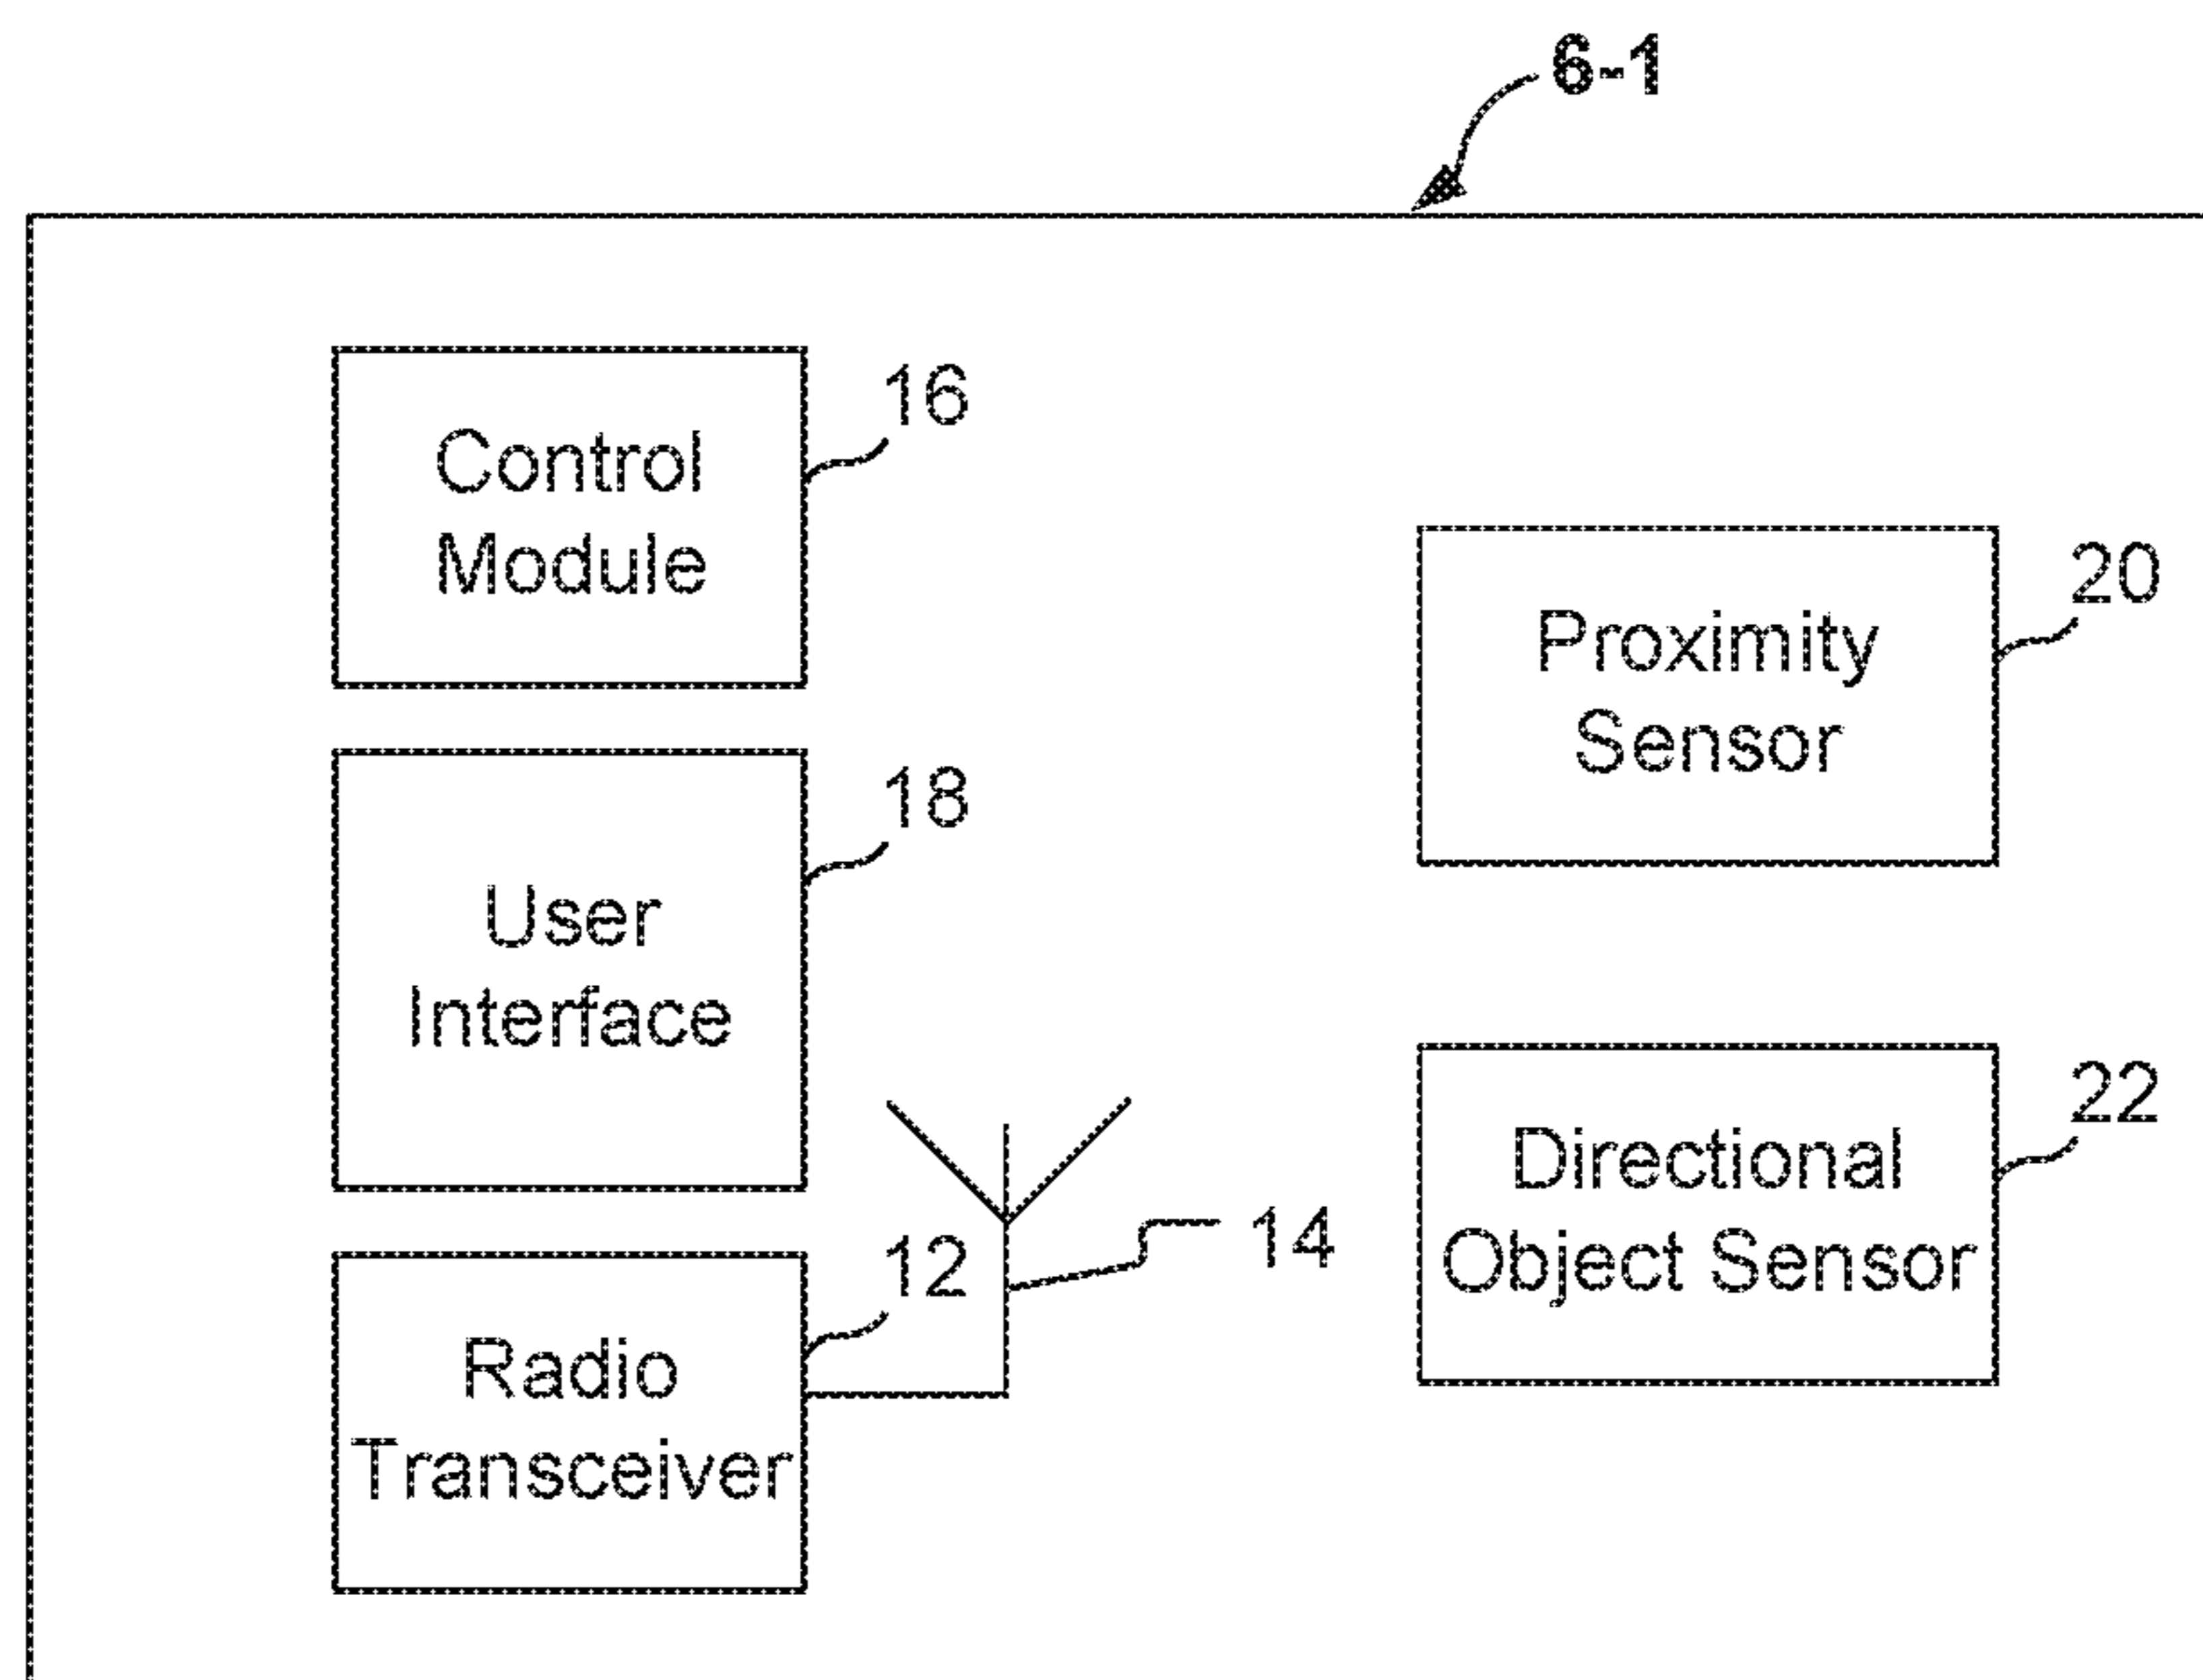 6-1
16
Control
Module
20
Proximity
Sensor
18
User
Interface
22
Directional
Object Sensor
14
12
Radio
Transceiver